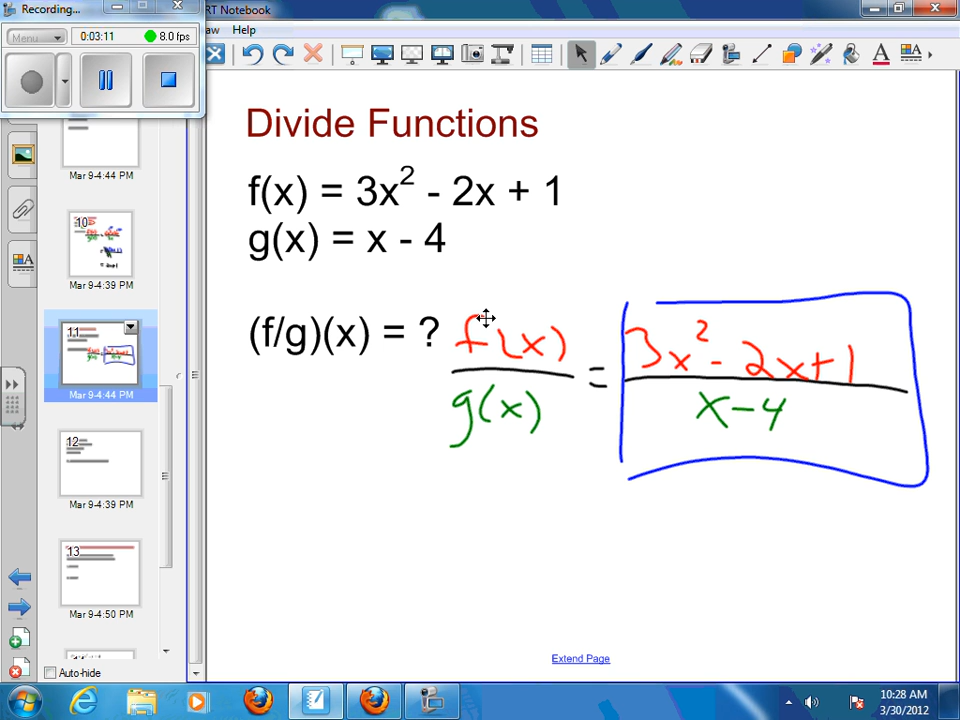 Recording...
RT Notebook
Menu
0:03:11
8.0 fps
aw Help
Mar 9-4:44 PM
10
Mar 9-4:39 PM
11
Mar 9-4:44 PM
12
Mar 9-4:39 PM
13
Mar 9-4:50 PM
Auto-hide
Divide Functions
f(x) = 3x² - 2x + 1
g(x) = x - 4
(f/g)(x) = ? f(x) / g(x) = 3x² - 2x + 1 / x - 4
Extend Page
10:28 AM
3/30/2012